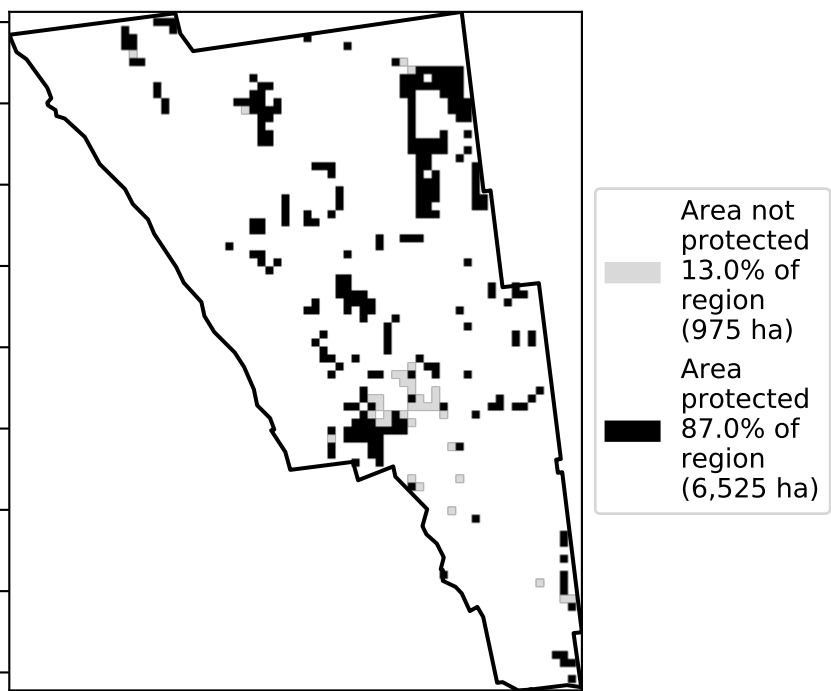 Area not
protected
13.0% of
region
(975 ha)
Area
protected
87.0% of
region
(6,525 ha)